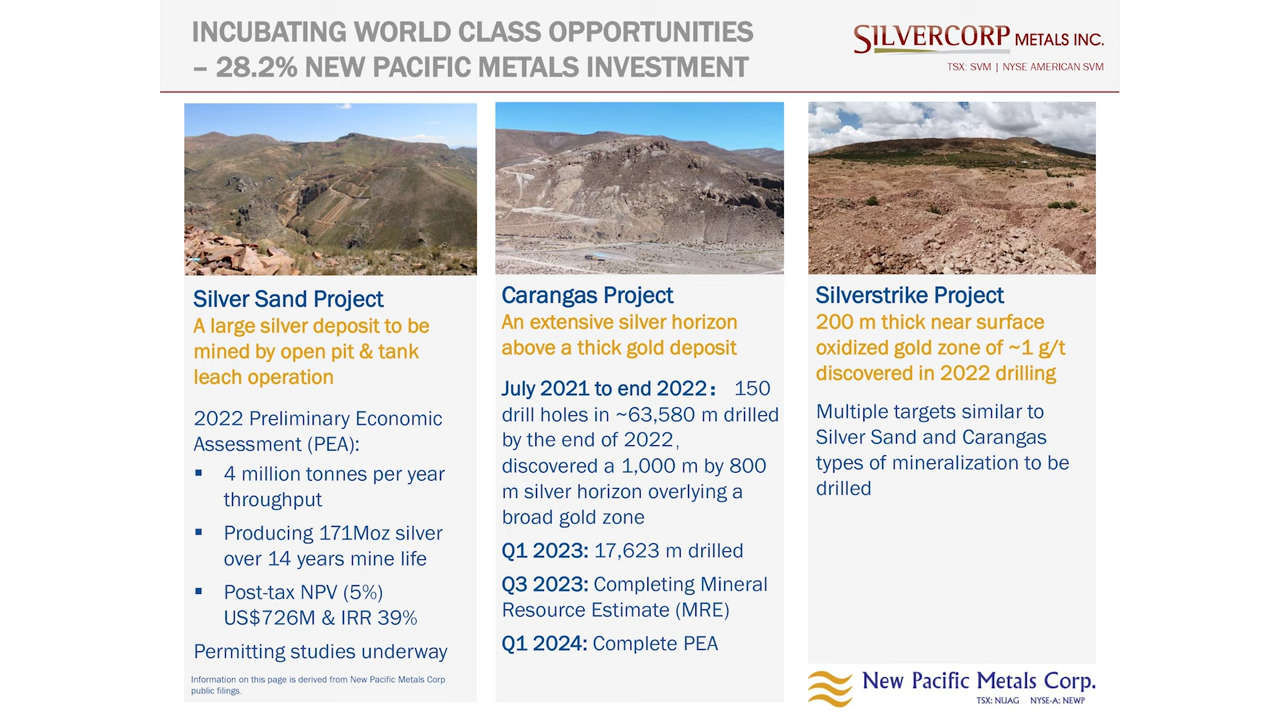 INCUBATING WORLD CLASS OPPORTUNITIES
– 28.2% NEW PACIFIC METALS INVESTMENT
SILVERCORP METALS INC.
TSX: SVM | NYSE AMERICAN SVM
Silver Sand Project
A large silver deposit to be
mined by open pit & tank
leach operation
2022 Preliminary Economic
Assessment (PEA):
▪ 4 million tonnes per year
throughput
▪ Producing 171Moz silver
over 14 years mine life
▪ Post-tax NPV (5%)
US$726M & IRR 39%
Permitting studies underway
Information on this page is derived from New Pacific Metals Corp
public filings.
Carangas Project
An extensive silver horizon
above a thick gold deposit
July 2021 to end 2022： 150
drill holes in ~63,580 m drilled
by the end of 2022,
discovered a 1,000 m by 800
m silver horizon overlying a
broad gold zone
Q1 2023: 17,623 m drilled
Q3 2023: Completing Mineral
Resource Estimate (MRE)
Q1 2024: Complete PEA
Silverstrike Project
200 m thick near surface
oxidized gold zone of ~1 g/t
discovered in 2022 drilling
Multiple targets similar to
Silver Sand and Carangas
types of mineralization to be
drilled
New Pacific Metals Corp.
TSX: NUAG NYSE-A: NEWP